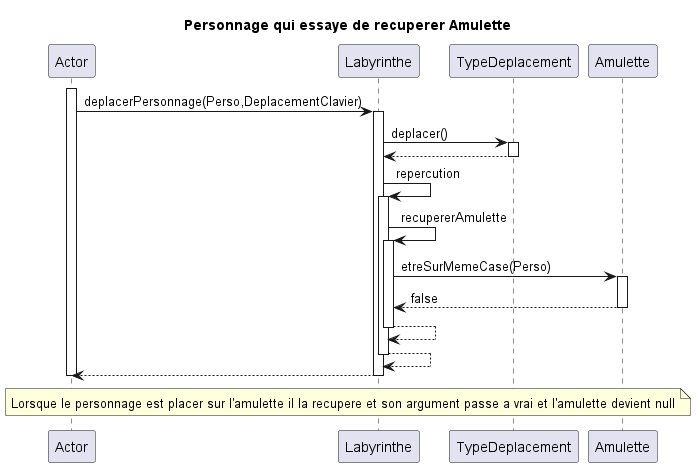 Personnage qui essaye de recuperer Amulette
Actor
Labyrinthe
TypeDeplacement
Amulette
deplacerPersonnage(Perso,DeplacementClavier)
deplacer()
repercution
recupererAmulette
etreSurMemeCase(Perso)
false
Lorsque le personnage est placer sur l'amulette il la recupere et son argument passe a vrai et l'amulette devient null
Actor
Labyrinthe
TypeDeplacement
Amulette